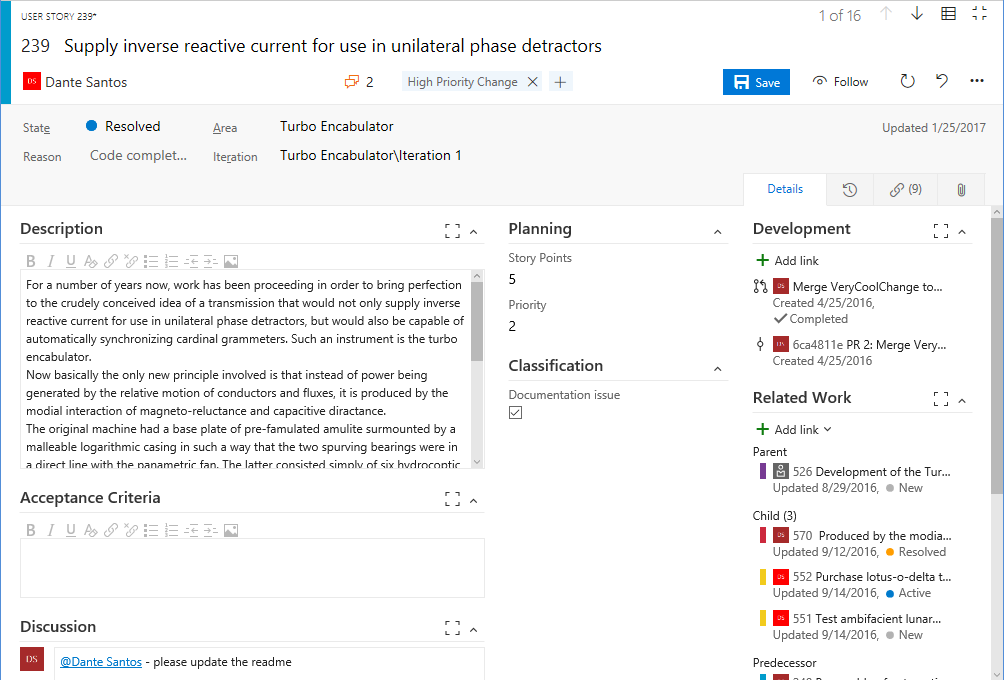 USER STORY 239*
1 of 16
239 Supply inverse reactive current for use in unilateral phase detractors
DS Dante Santos
2
High Priority Change
Save
Follow
State
Resolved
Area
Turbo Encabulator
Updated 1/25/2017
Reason
Code complet...
Iteration
Turbo Encabulator\Iteration 1
Details
(9)
Description
B I U
For a number of years now, work has been proceeding in order to bring perfection
to the crudely conceived idea of a transmission that would not only supply inverse
reactive current for use in unilateral phase detractors, but would also be capable of
automatically synchronizing cardinal grammeters. Such an instrument is the turbo
encabulator.
Now basically the only new principle involved is that instead of power being
generated by the relative motion of conductors and fluxes, it is produced by the
modial interaction of magneto-reluctance and capacitive diractance.
The original machine had a base plate of pre-famulated amulite surmounted by a
malleable logarithmic casing in such a way that the two spurving bearings were in
a direct line with the panametric fan. The latter consisted simply of six hydrocoptic
Acceptance Criteria
B I U
Discussion
DS
@Dante Santos - please update the readme
Planning
Story Points
5
Priority
2
Classification
Documentation issue
Development
Add link
DS Merge VeryCoolChange to...
Created 4/25/2016,
Completed
DS 6ca4811e PR 2: Merge Very...
Created 4/25/2016
Related Work
Add link
Parent
526 Development of the Tur...
Updated 8/29/2016, New
Child (3)
DS 570 Produced by the modia...
Updated 9/12/2016, Resolved
DS 552 Purchase lotus-o-delta t...
Updated 9/14/2016, Active
DS 551 Test ambifacient lunar...
Updated 9/14/2016, New
Predecessor